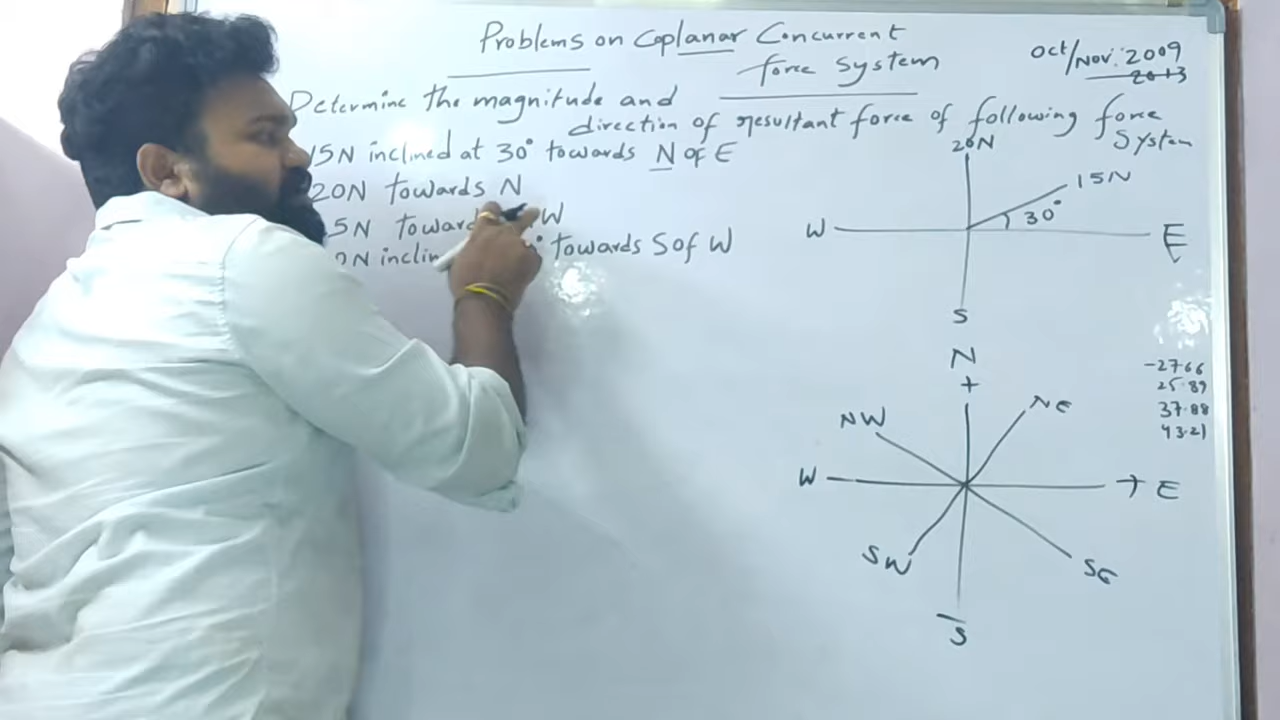 Problems on Coplanar Concurrent
force system
Oct/Nov. 2009
2013
Determine the magnitude and
direction of resultant force of following force
System
15N inclined at 30° towards N of E
20N towards N
5N toward W
0N inclin ° towards S of W
20N
15N
30°
W
E
S
N
+
NW
NE
W
+ E
SW
SE
S
-27.66
25.89
37.88
43.21